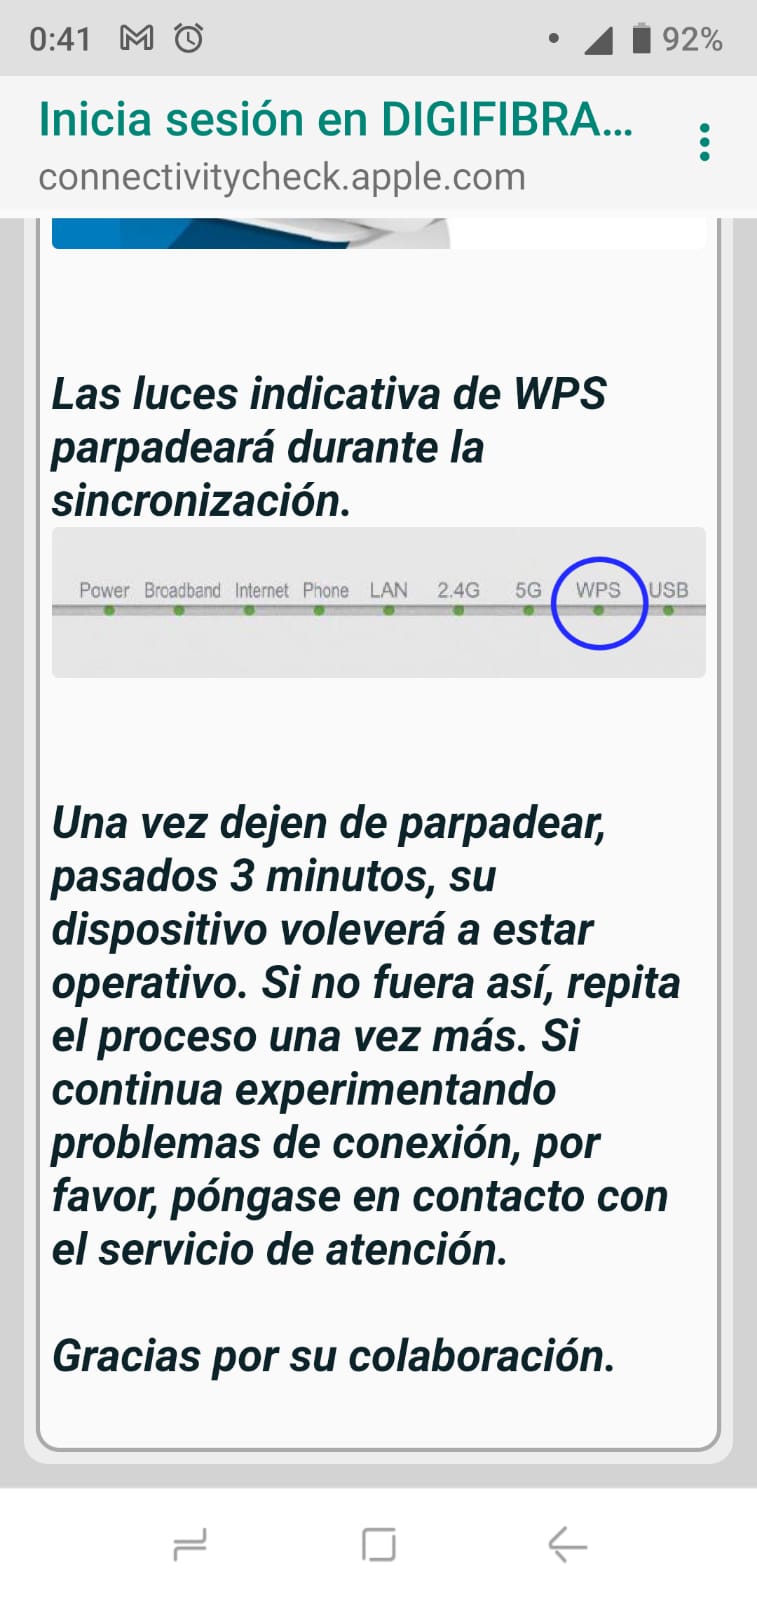 0:41 92%
Inicia sesión en DIGIFIBRA...
connectivitycheck.apple.com
Las luces indicativa de WPS
parpadeará durante la
sincronización.
Power Broadband Internet Phone LAN 2.4G 5G WPS USB
Una vez dejen de parpadear,
pasados 3 minutos, su
dispositivo voleverá a estar
operativo. Si no fuera así, repita
el proceso una vez más. Si
continua experimentando
problemas de conexión, por
favor, póngase en contacto con
el servicio de atención.
Gracias por su colaboración.